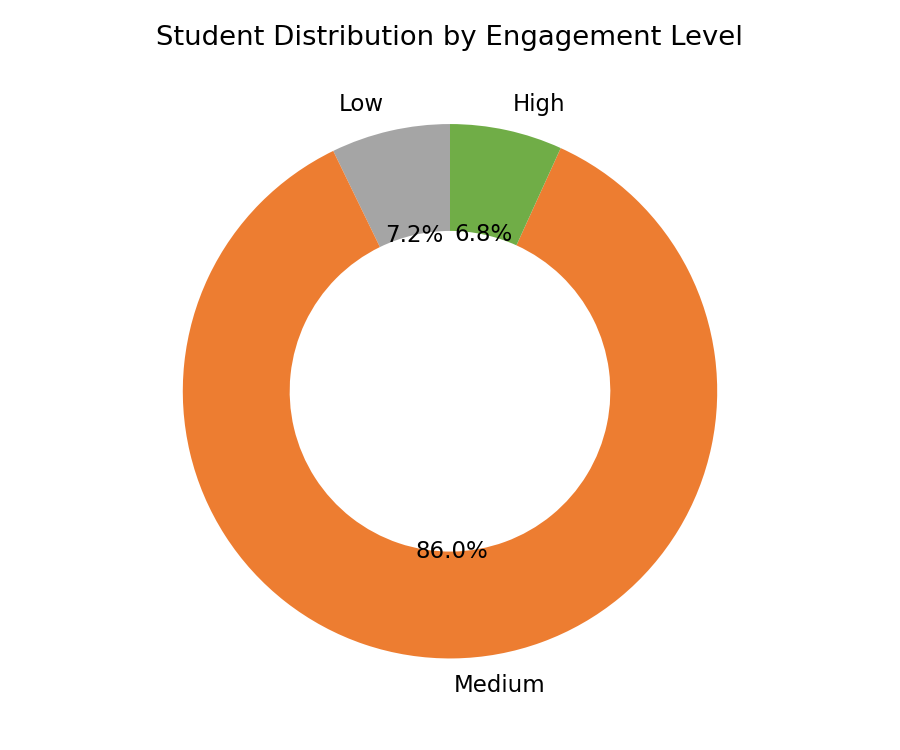 Student Distribution by Engagement Level
Low
High
7.2%
6.8%
86.0%
Medium